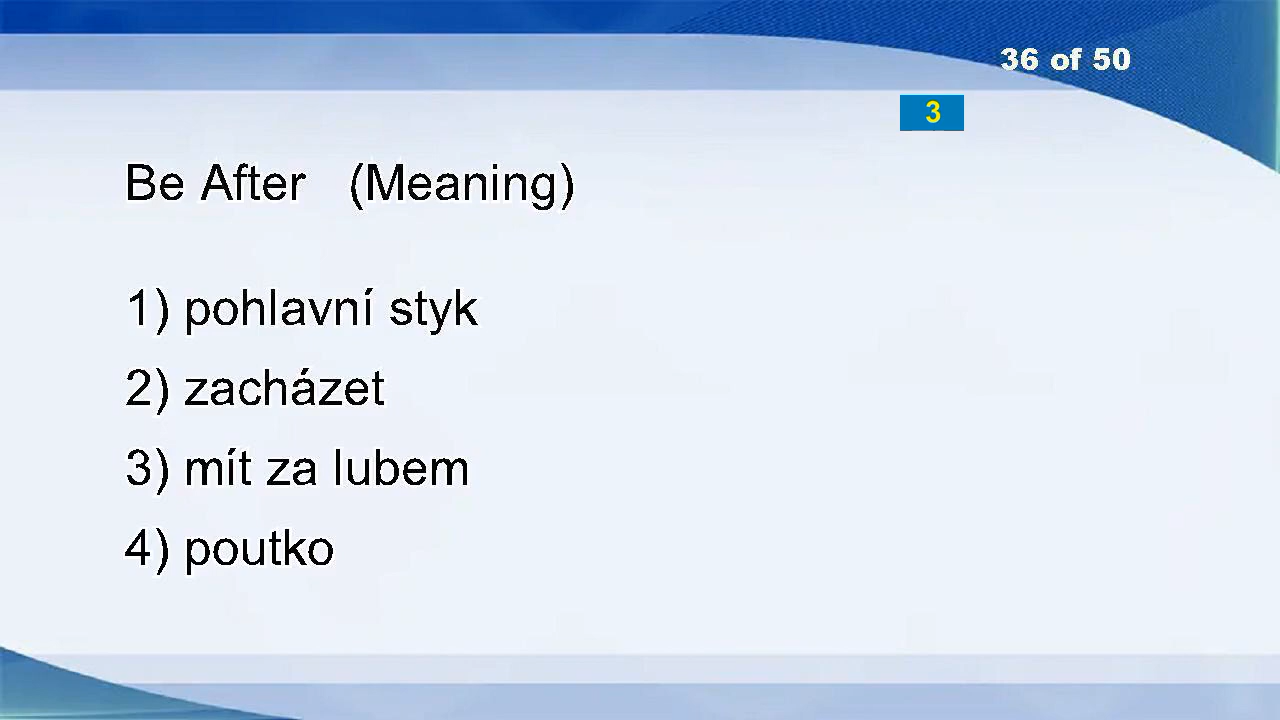 36 of 50
3
Be After (Meaning)
1) pohlavní styk
2) zacházet
3) mít za lubem
4) poutko